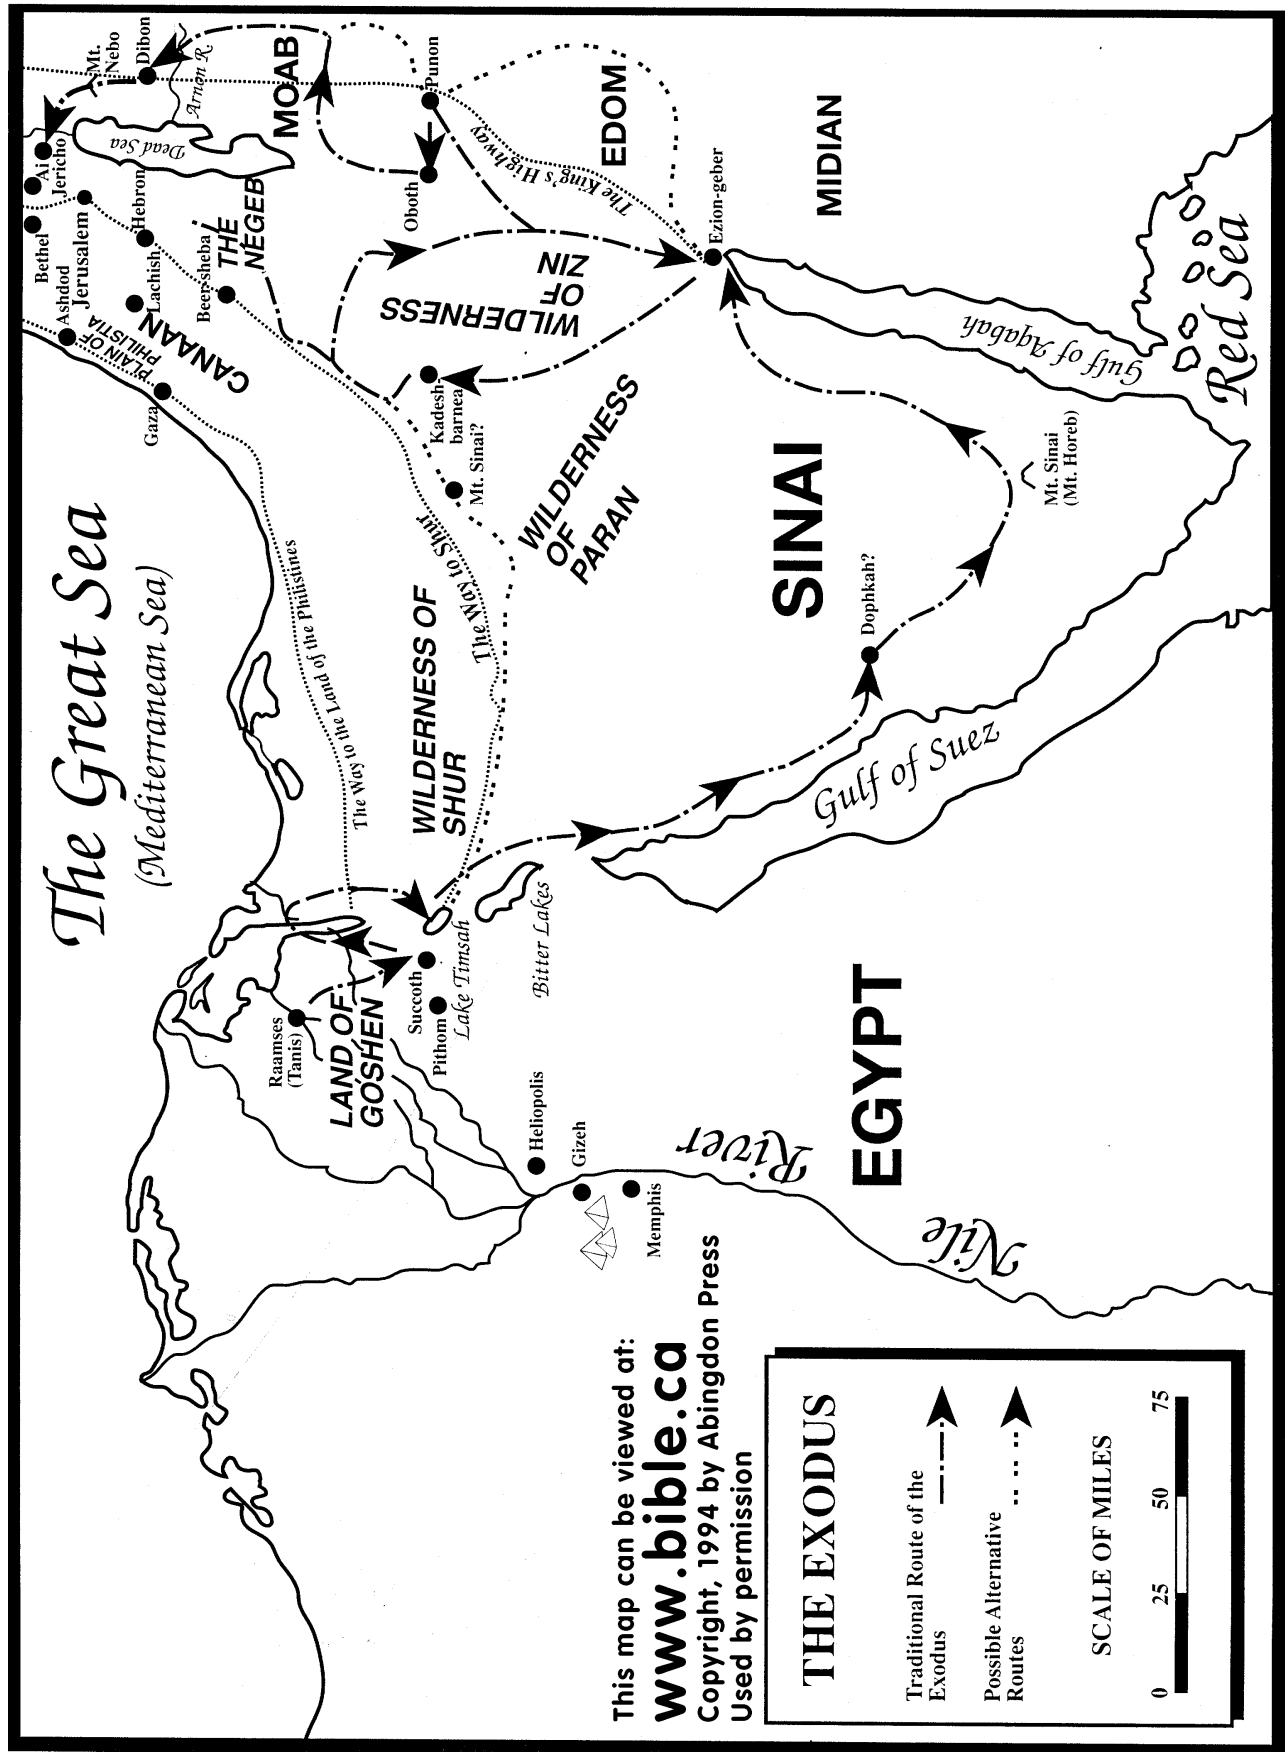 The Great Sea
(Mediterranean Sea)
Bethel
Ai
Jericho
Mt.
Nebo
Dibon
Arnon R.
Dead Sea
Ashdod
Jerusalem
Hebron
Lachish
Beer-sheba
Gaza
PLAIN OF
PHILISTIA
CANAAN
THE
NEGEB
MOAB
Punon
Oboth
The King's Highway
EDOM
MIDIAN
Ezion-geber
WILDERNESS
OF
ZIN
Kadesh-
barnea
Mt. Sinai?
The Way to the Land of the Philistines
The Way to Shur
WILDERNESS OF
SHUR
WILDERNESS
OF
PARAN
SINAI
Dophkah?
Mt. Sinai
(Mt. Horeb)
Gulf of Aqabah
Red Sea
Gulf of Suez
Raamses
(Tanis)
LAND OF
GOSHEN
Succoth
Pithom
Lake Timsah
Bitter Lakes
Heliopolis
Gizeh
Memphis
EGYPT
Nile River
This map can be viewed at:
www.bible.ca
Copyright, 1994 by Abingdon Press
Used by permission
THE EXODUS
Traditional Route of the
Exodus
Possible Alternative
Routes
SCALE OF MILES
0 25 50 75